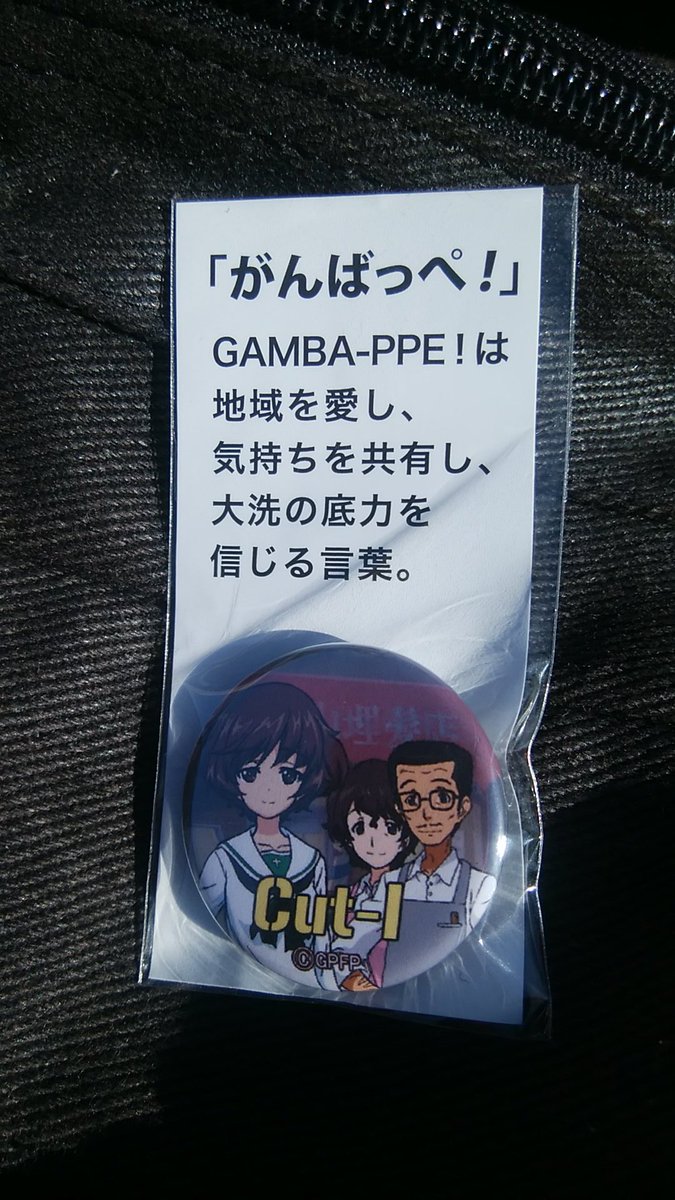 「がんばっぺ！」
GAMBA-PPE！は
地域を愛し、
気持ちを共有し、
大洗の底力を
信じる言葉。
Cut-I
©GPFP